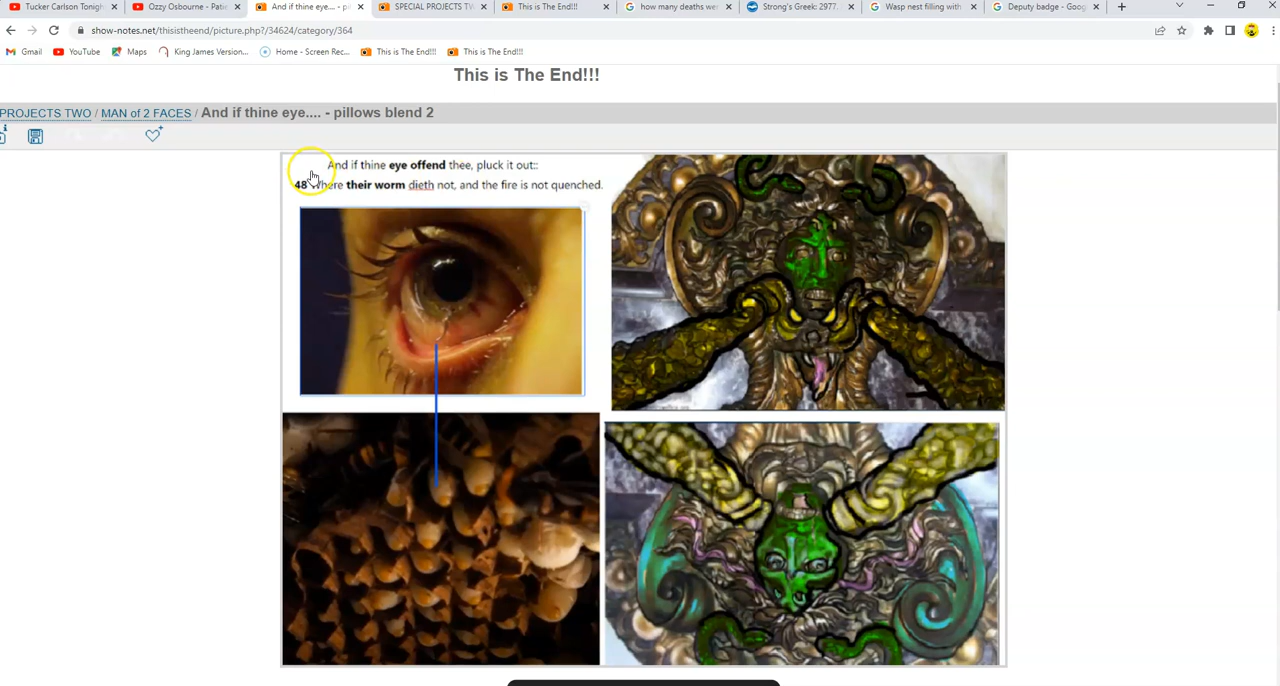 Tucker Carlson Tonigh
Ozzy Osbourne - Patie
And if thine eye.... - pi
SPECIAL PROJECTS TW
This is The End!!!
how many deaths wer
Strong's Greek: 2977.
Wasp nest filling with
Deputy badge - Goog
show-notes.net/thisistheend/picture.php?/34624/category/364
Gmail
YouTube
Maps
King James Version...
Home - Screen Rec...
This is The End!!!
This is The End!!!
This is The End!!!
PROJECTS TWO / MAN of 2 FACES / And if thine eye.... - pillows blend 2
And if thine eye offend thee, pluck it out::
48 Where their worm dieth not, and the fire is not quenched.